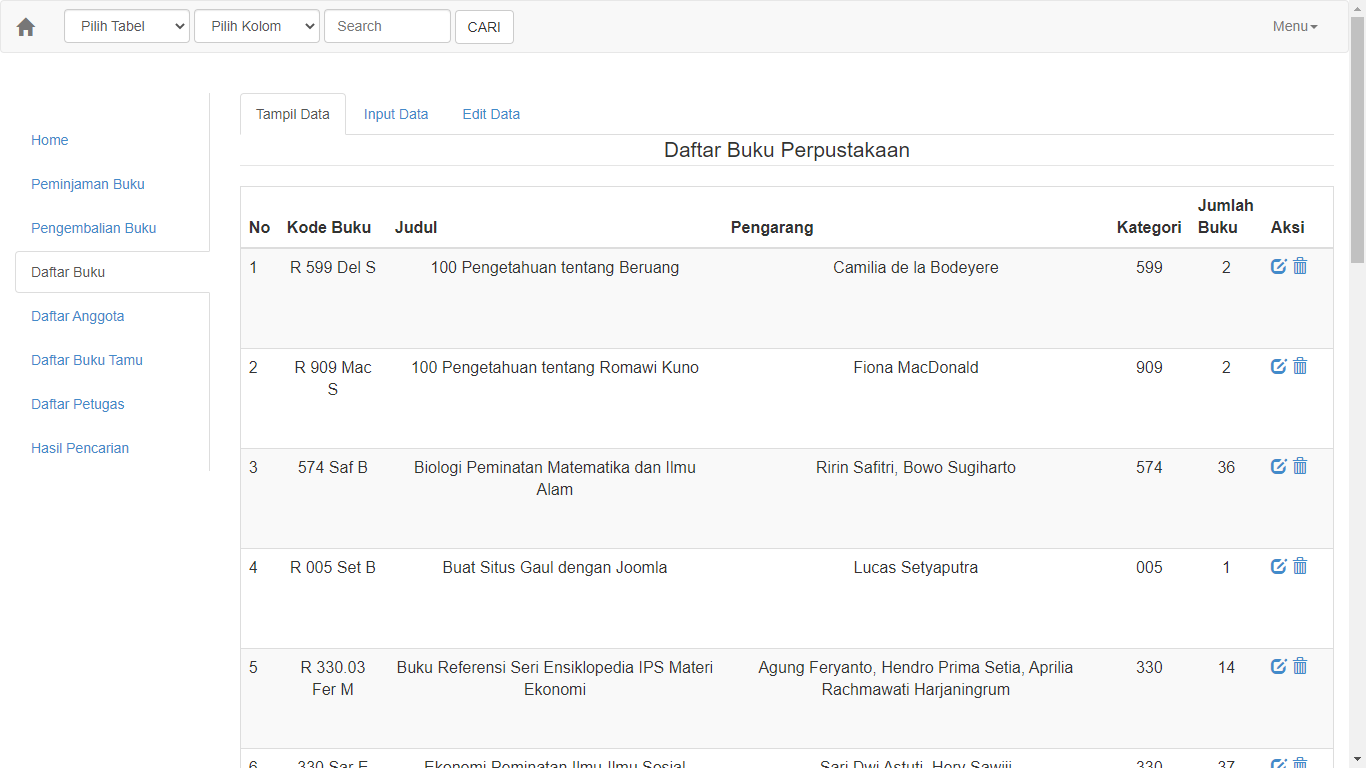 Pilih Tabel Pilih Kolom Search CARI Menu
Tampil Data Input Data Edit Data
Home
Peminjaman Buku
Pengembalian Buku
Daftar Buku
Daftar Anggota
Daftar Buku Tamu
Daftar Petugas
Hasil Pencarian
Daftar Buku Perpustakaan
No Kode Buku Judul Pengarang Kategori Jumlah Buku Aksi
1 R 599 Del S 100 Pengetahuan tentang Beruang Camilia de la Bodeyere 599 2
2 R 909 Mac S 100 Pengetahuan tentang Romawi Kuno Fiona MacDonald 909 2
3 574 Saf B Biologi Peminatan Matematika dan Ilmu Alam Ririn Safitri, Bowo Sugiharto 574 36
4 R 005 Set B Buat Situs Gaul dengan Joomla Lucas Setyaputra 005 1
5 R 330.03 Fer M Buku Referensi Seri Ensiklopedia IPS Materi Ekonomi Agung Feryanto, Hendro Prima Setia, Aprilia Rachmawati Harjaningrum 330 14
6 330 Sar E Ekonomi Peminatan Ilmu-Ilmu Sosial Sari Dwi Astuti, Hery Sawiji 330 37